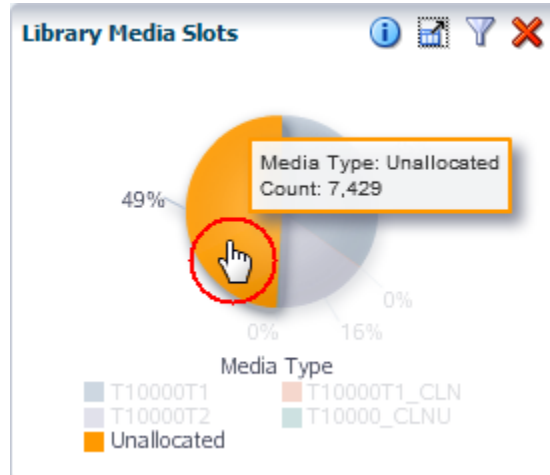 Library Media Slots
Media Type: Unallocated
Count: 7,429
49%
0%
0%
16%
Media Type
T10000T1
T10000T1_CLN
T10000T2
T10000_CLNU
Unallocated